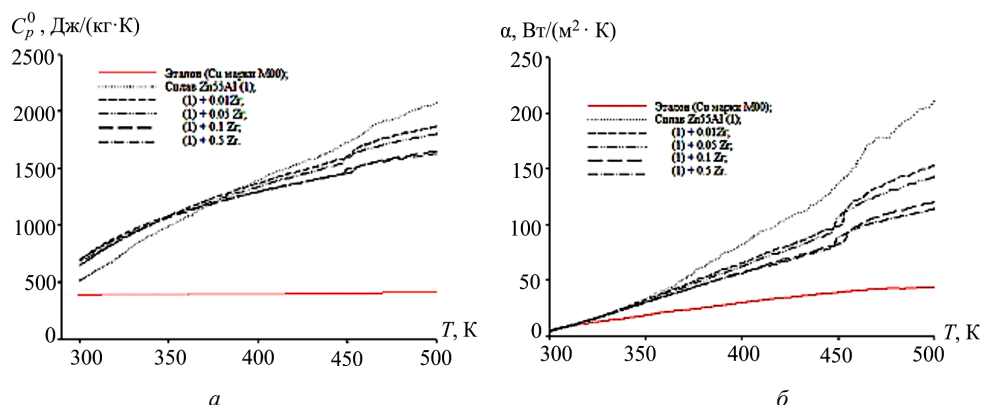 C⁰ₚ , Дж/(кг·К)
2500
2000
1500
1000
500
0
Эталон (Cu марки М00);
Сплав Zn55Al (1);
(1) + 0.01Zr;
(1) + 0.05 Zr;
(1) + 0.1 Zr;
(1) + 0.5 Zr.
T, К
300 350 400 450 500
а
α, Вт/(м² · К)
250
200
150
100
50
0
Эталон (Cu марки М00);
Сплав Zn55Al (1);
(1) + 0.01Zr;
(1) + 0.05 Zr;
(1) + 0.1 Zr;
(1) + 0.5 Zr.
T, К
300 350 400 450 500
б